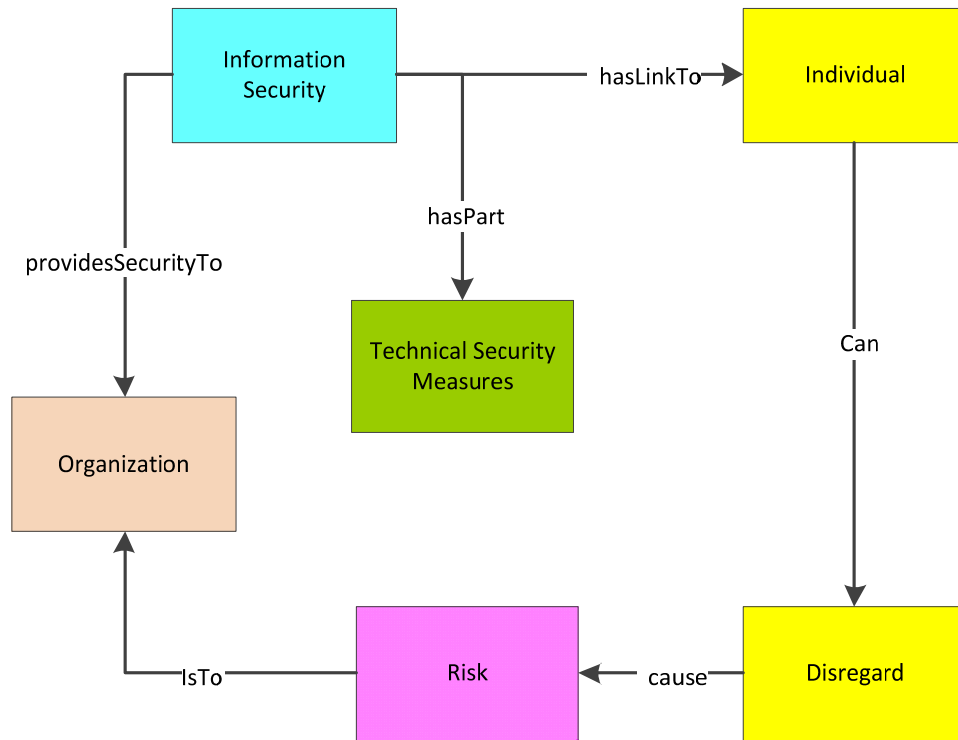 Information
Security
hasLinkTo
Individual
hasPart
providesSecurityTo
Technical Security
Measures
Can
Organization
IsTo
Risk
cause
Disregard